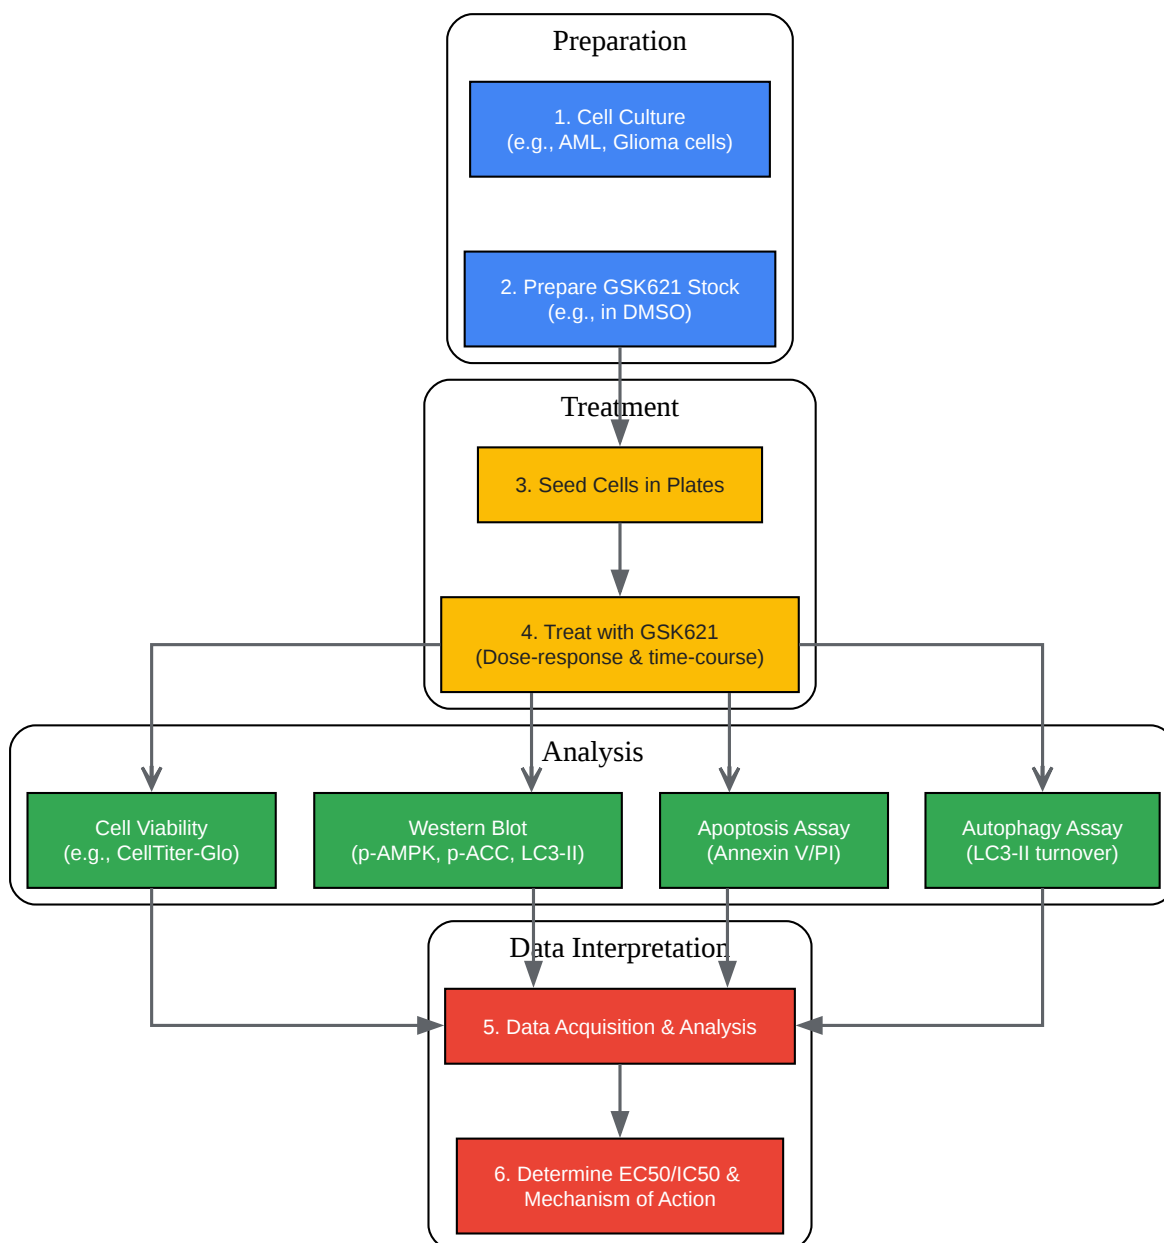 Preparation
1. Cell Culture
(e.g., AML, Glioma cells)
2. Prepare GSK621 Stock
(e.g., in DMSO)
Treatment
3. Seed Cells in Plates
4. Treat with GSK621
(Dose-response & time-course)
Analysis
Cell Viability
(e.g., CellTiter-Glo)
Western Blot
(p-AMPK, p-ACC, LC3-II)
Apoptosis Assay
(Annexin V/PI)
Autophagy Assay
(LC3-II turnover)
Data Interpretation
5. Data Acquisition & Analysis
6. Determine EC50/IC50 &
Mechanism of Action